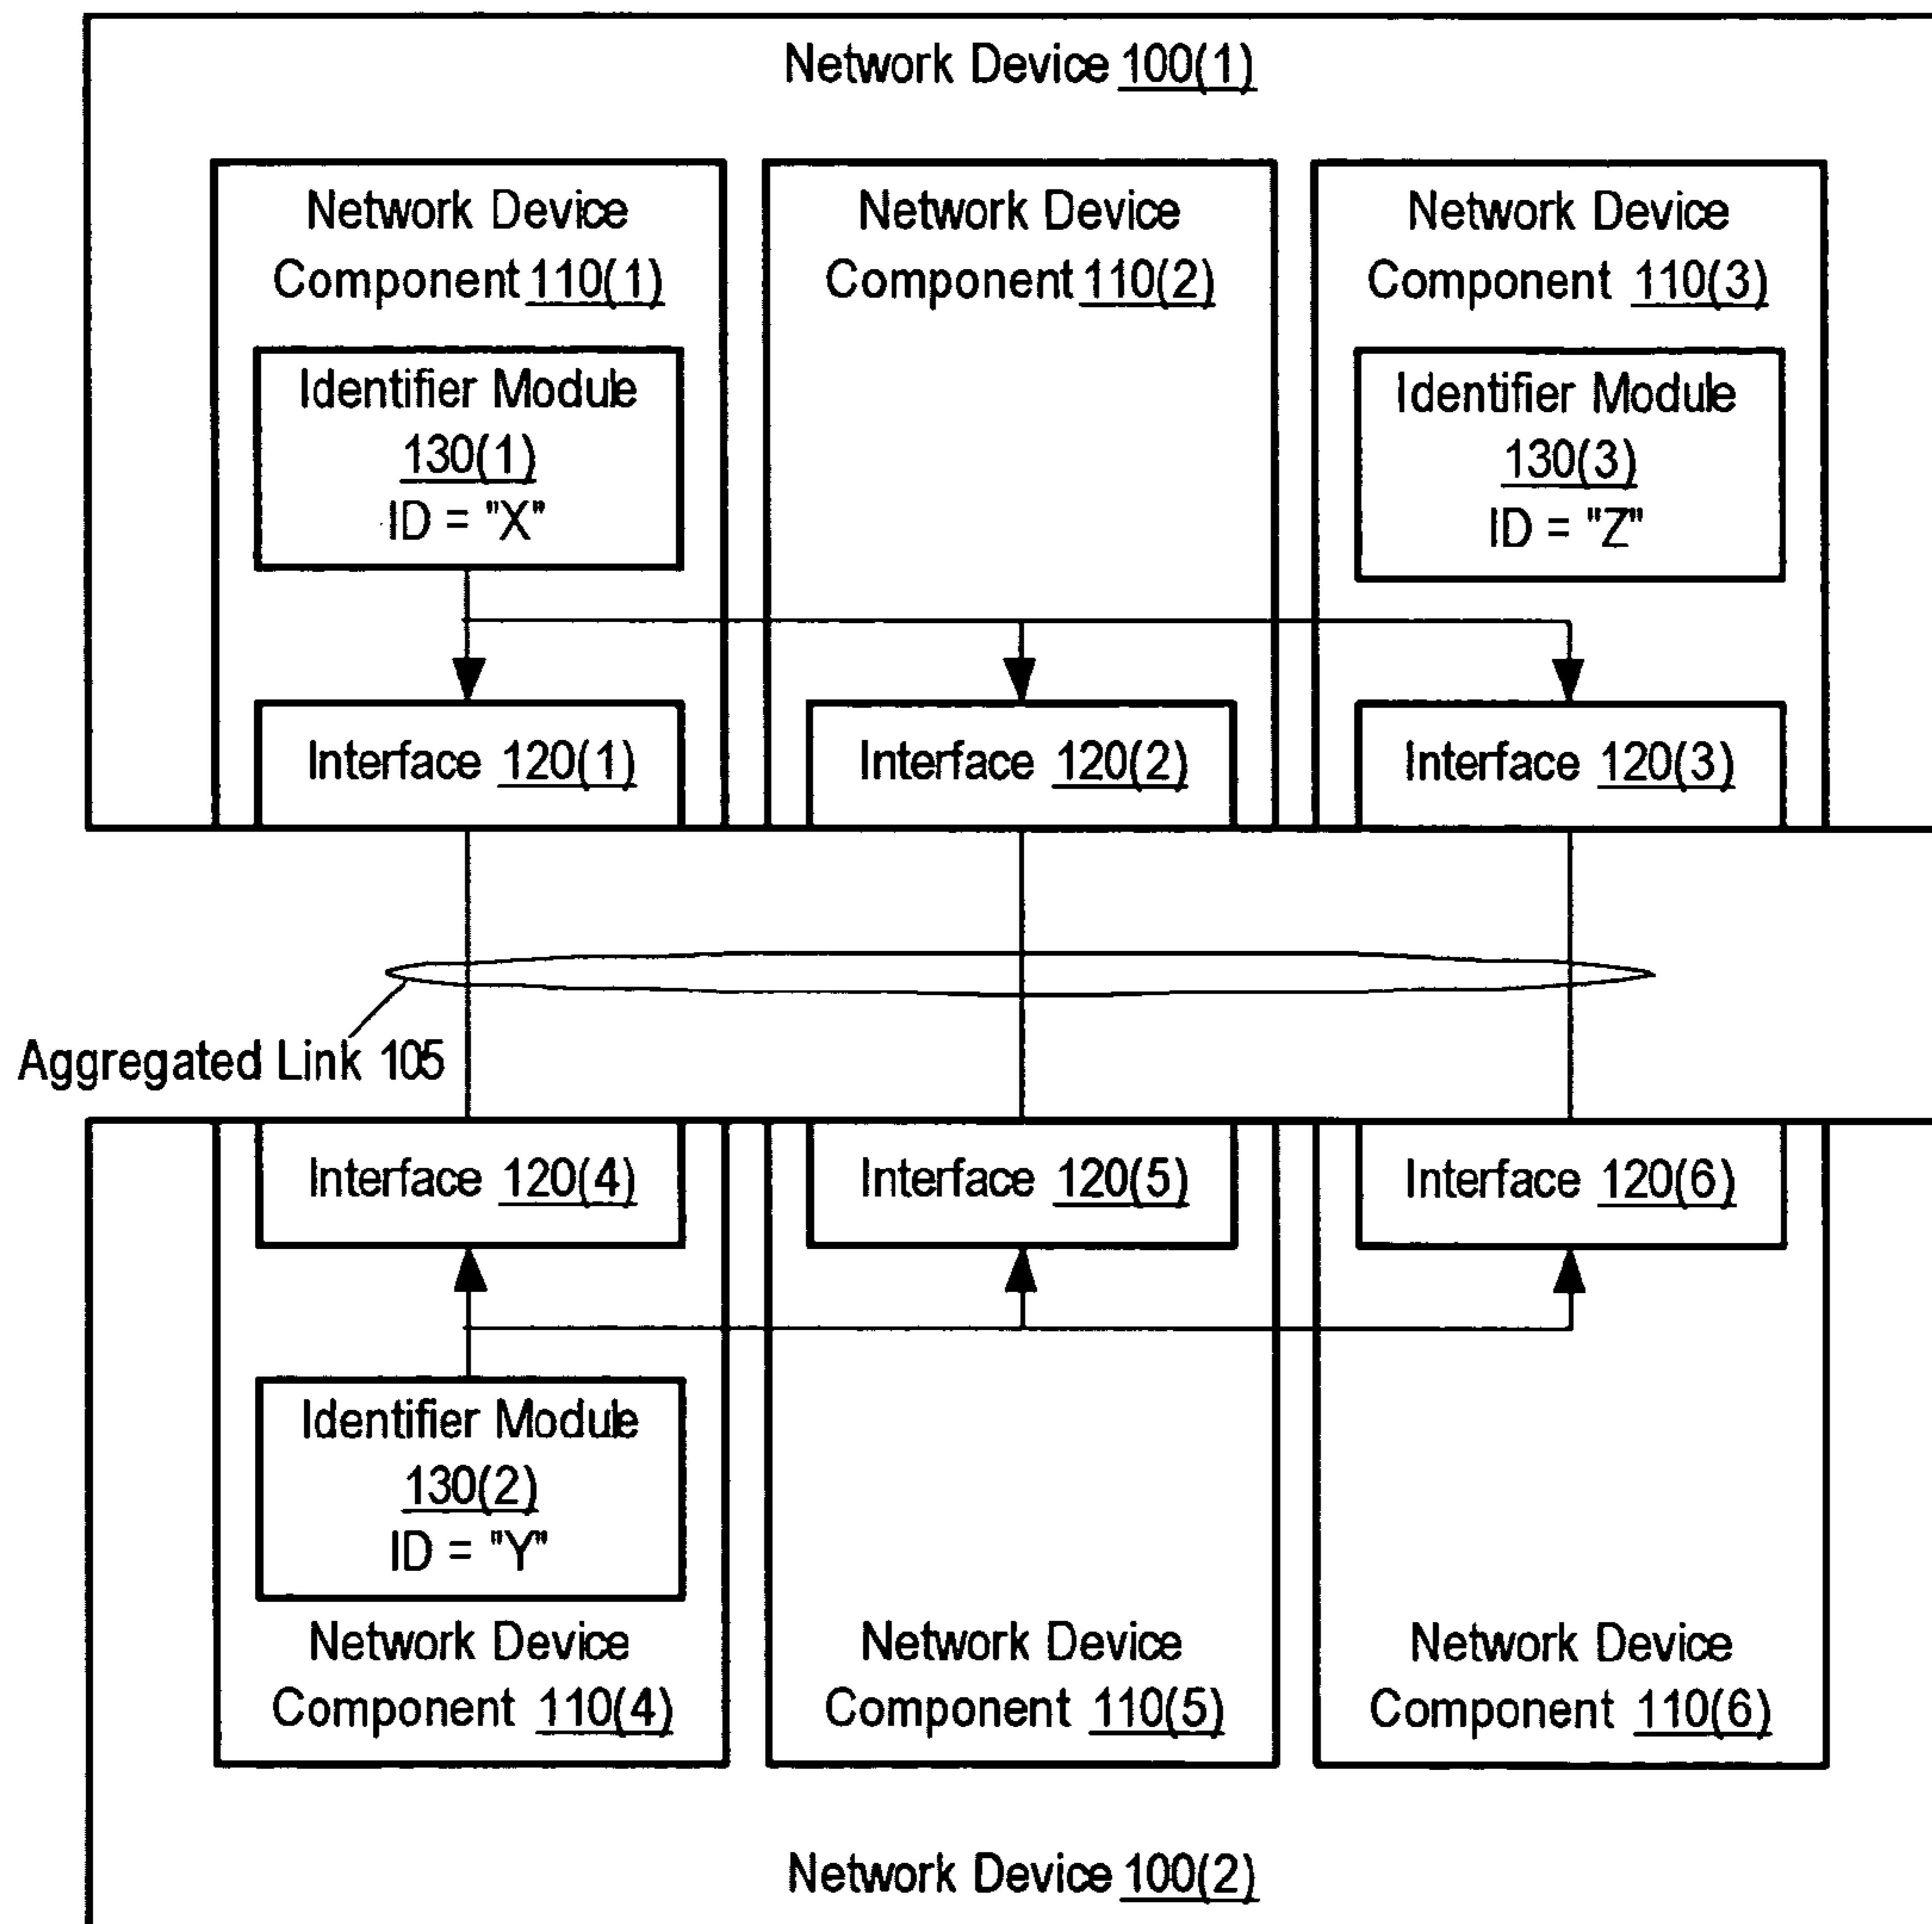 Network Device 100(1)
Network Device
Component 110(1)
Network Device
Component 110(2)
Network Device
Component 110(3)
Identifier Module
130(1)
ID = "X"
Identifier Module
130(3)
ID = "Z"
Interface 120(1)
Interface 120(2)
Interface 120(3)
Aggregated Link 105
Interface 120(4)
Interface 120(5)
Interface 120(6)
Identifier Module
130(2)
ID = "Y"
Network Device
Component 110(4)
Network Device
Component 110(5)
Network Device
Component 110(6)
Network Device 100(2)